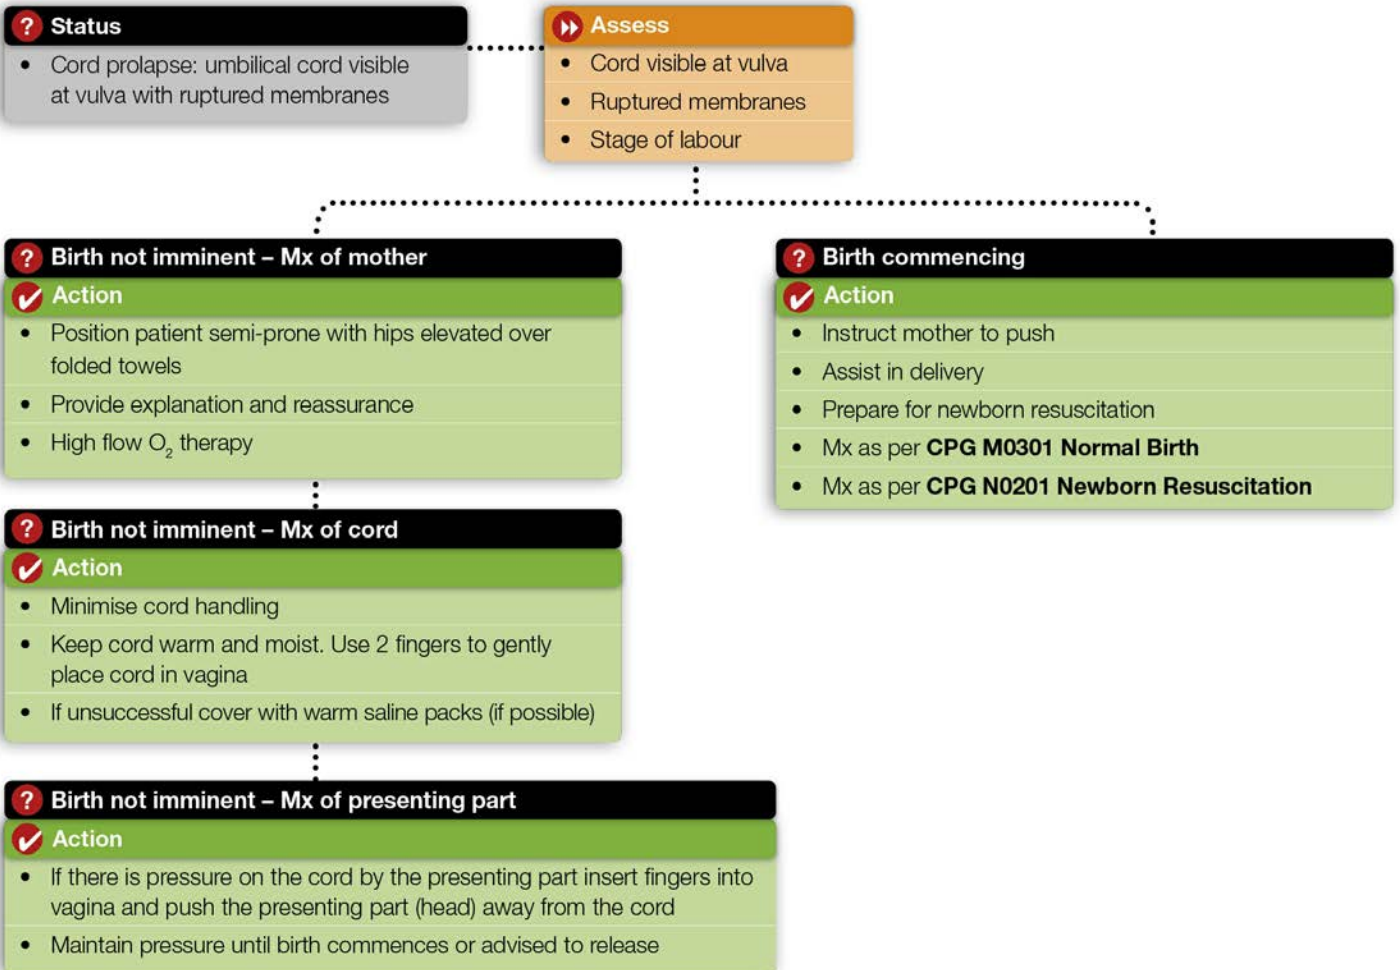 Status
• Cord prolapse: umbilical cord visible
at vulva with ruptured membranes
Assess
• Cord visible at vulva
• Ruptured membranes
• Stage of labour
Birth not imminent – Mx of mother
Action
• Position patient semi-prone with hips elevated over
folded towels
• Provide explanation and reassurance
• High flow O₂ therapy
Birth not imminent – Mx of cord
Action
• Minimise cord handling
• Keep cord warm and moist. Use 2 fingers to gently
place cord in vagina
• If unsuccessful cover with warm saline packs (if possible)
Birth not imminent – Mx of presenting part
Action
• If there is pressure on the cord by the presenting part insert fingers into
vagina and push the presenting part (head) away from the cord
• Maintain pressure until birth commences or advised to release
Birth commencing
Action
• Instruct mother to push
• Assist in delivery
• Prepare for newborn resuscitation
• Mx as per CPG M0301 Normal Birth
• Mx as per CPG N0201 Newborn Resuscitation